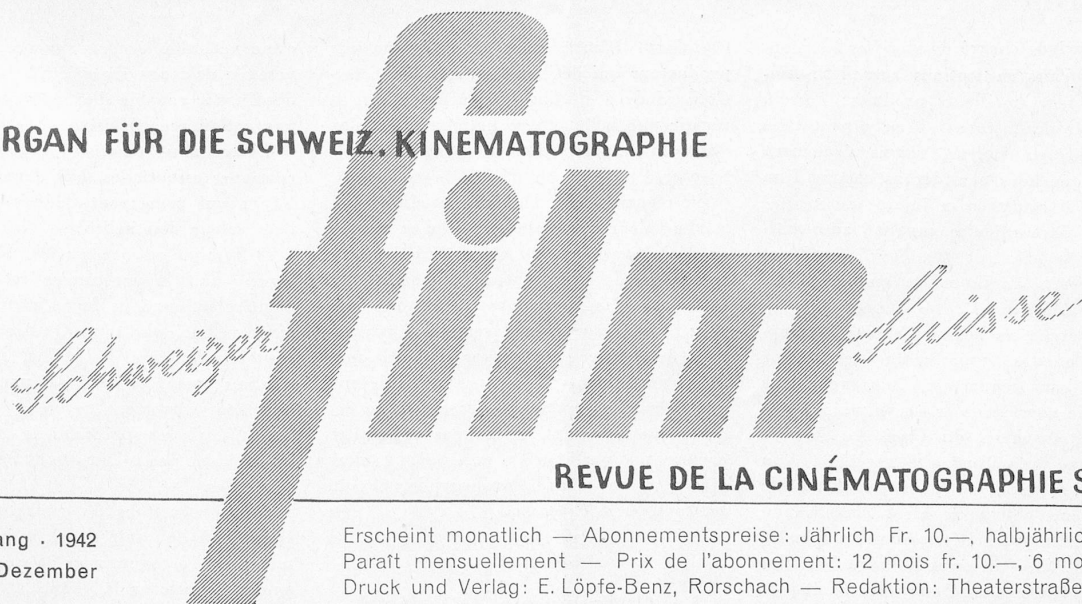 RGAN FÜR DIE SCHWEIZ. KINEMATOGRAPHIE
Schweizer film Suisse
REVUE DE LA CINÉMATOGRAPHIE S
ang · 1942
Dezember
Erscheint monatlich — Abonnementspreise: Jährlich Fr. 10.—, halbjährlic
Paraît mensuellement — Prix de l'abonnement: 12 mois fr. 10.—, 6 mo
Druck und Verlag: E. Löpfe-Benz, Rorschach — Redaktion: Theaterstraße